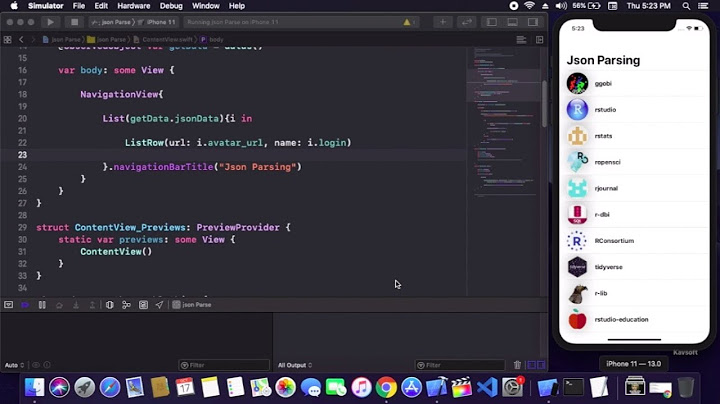 Simulator File Edit Hardware Debug Window Help 56% Thu 5:23 PM
json Parse iPhone 11 Running json Parse on iPhone 11
json Parse json Parse ContentView.swift body
15
16 var body: some View {
17
18 NavigationView{
19
20 List(getData.jsonData){i in
21
22 ListRow(url: i.avatar_url, name: i.login)
23
24 }.navigationBarTitle("Json Parsing")
25 }
26 }
27 }
28
29 struct ContentView_Previews: PreviewProvider {
30 static var previews: some View {
31 ContentView()
32 }
33 }
34
json Parse
Auto Filter All Output Filter
5:23
Json Parsing
ggobi
rstudio
rstats
ropensci
rjournal
r-dbi
RConsortium
tidyverse
r-lib
rstudio-education
Kavsoft
iPhone 11 — 13.0